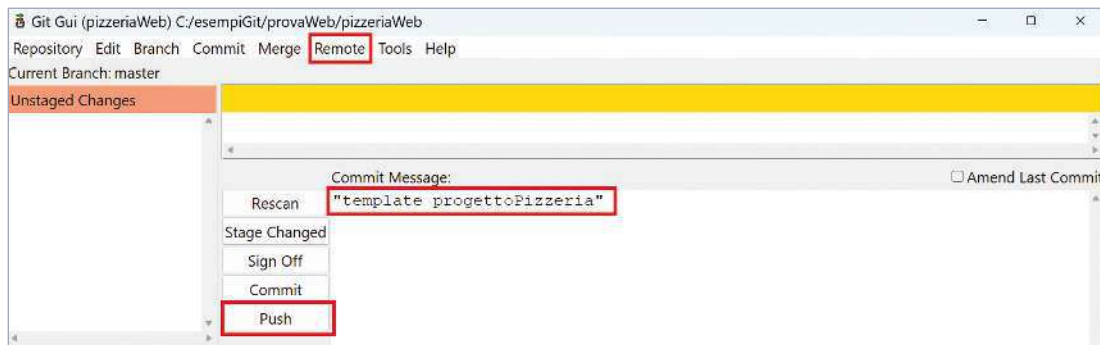 Git Gui (pizzeriaWeb) C:/esempiGit/provaWeb/pizzeriaWeb
Repository Edit Branch Commit Merge Remote Tools Help
Current Branch: master
Unstaged Changes
Commit Message:
Amend Last Commit
Rescan
"template progettoPizzeria"
Stage Changed
Sign Off
Commit
Push